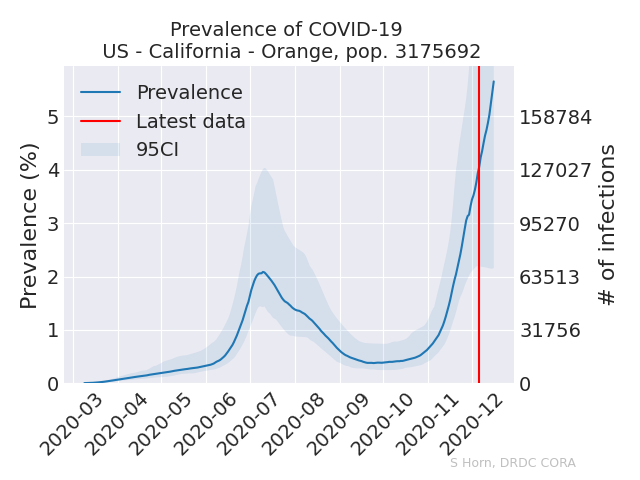 Prevalence of COVID-19
US - California - Orange, pop. 3175692
Prevalence
Latest data
95CI
Prevalence (%)
5
4
3
2
1
0
158784
127027
95270
63513
31756
0
# of infections
2020-03
2020-04
2020-05
2020-06
2020-07
2020-08
2020-09
2020-10
2020-11
2020-12
S Horn, DRDC CORA